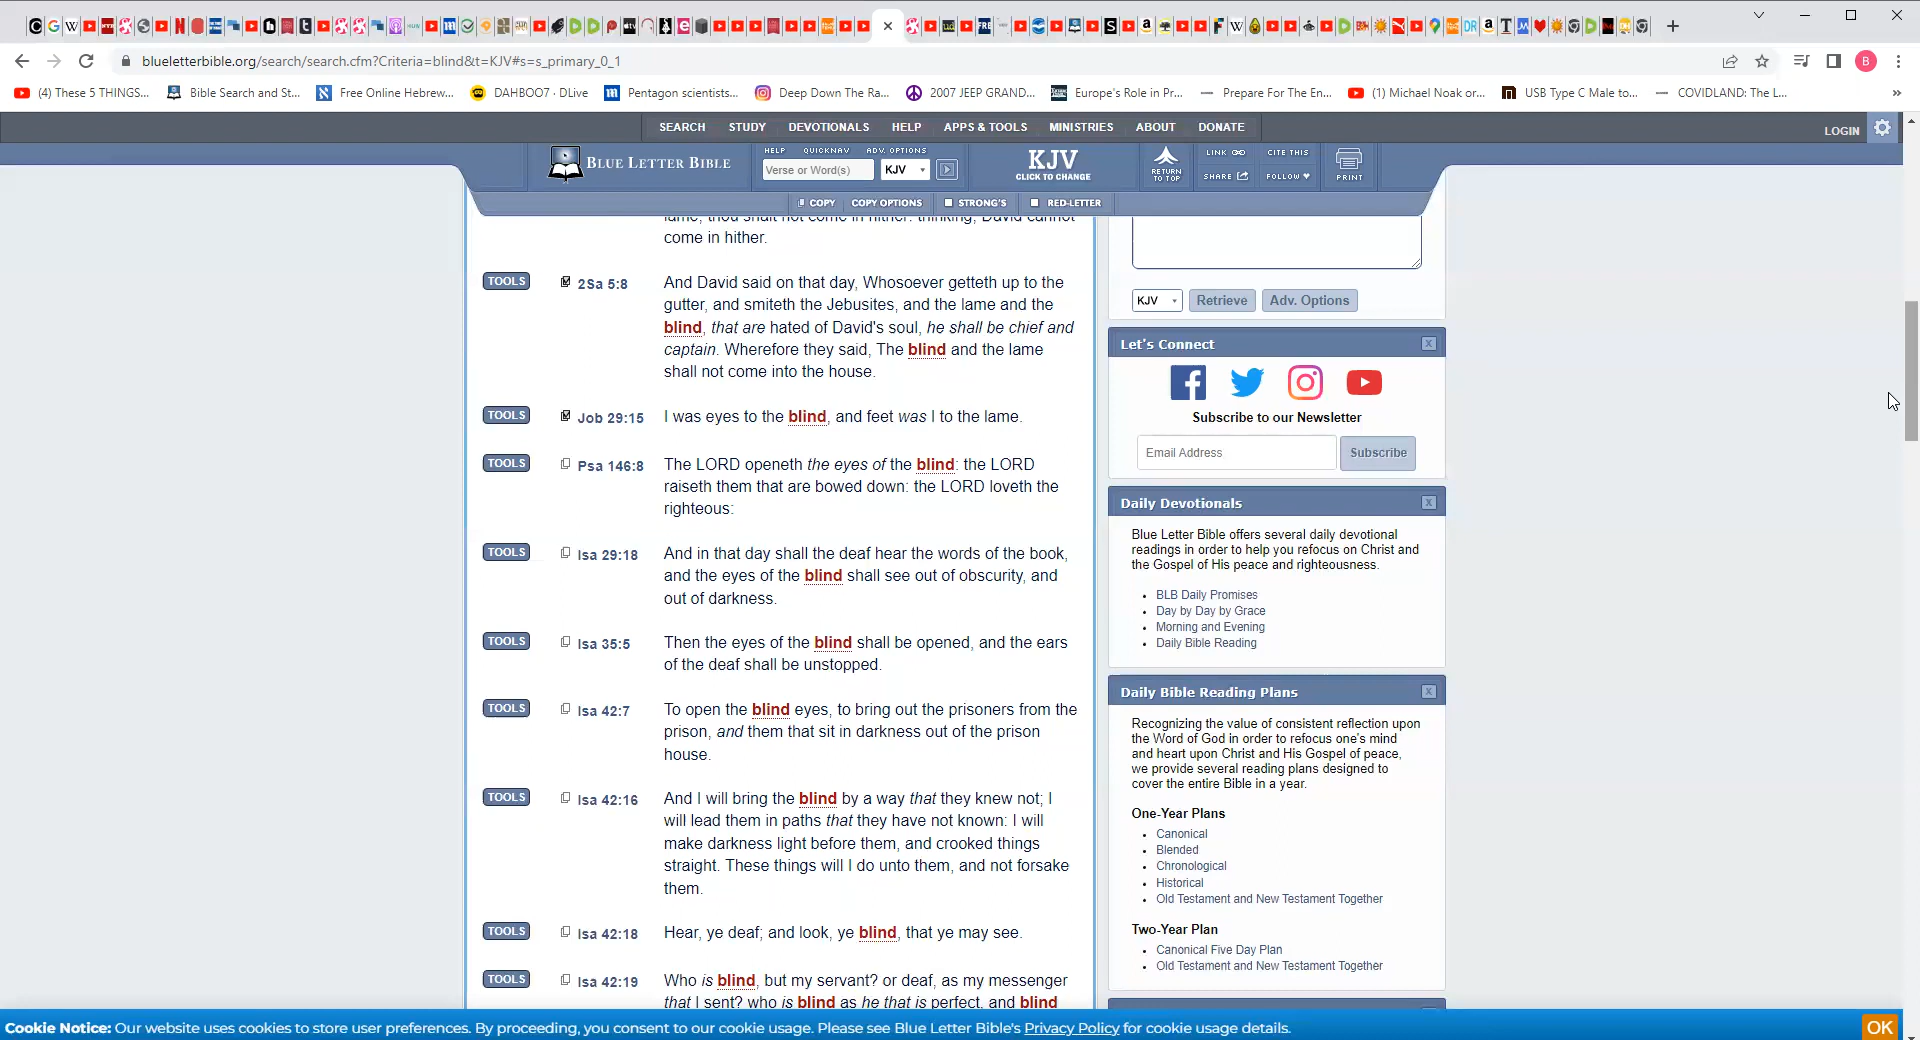 blueletterbible.org/search/search.cfm?Criteria=blind&t=KJV#s=s_primary_0_1
B
(4) These 5 THINGS... Bible Search and St... Free Online Hebrew... DAHBOO7 · DLive Pentagon scientists... Deep Down The Ra... 2007 JEEP GRAND... Europe's Role in Pr... Prepare For The En... (1) Michael Noak or... USB Type C Male to... COVIDLAND: The L... »
SEARCH STUDY DEVOTIONALS HELP APPS & TOOLS MINISTRIES ABOUT DONATE
LOGIN
BLUE LETTER BIBLE
HELP QUICKNAV ADV. OPTIONS
Verse or Word(s) KJV
KJV
CLICK TO CHANGE
RETURN
TO TOP
LINK CITE THIS
SHARE FOLLOW
PRINT
COPY COPY OPTIONS STRONG'S RED-LETTER
lame, thou shalt not come in hither: thinking, David cannot
come in hither.
TOOLS 2Sa 5:8 And David said on that day, Whosoever getteth up to the
gutter, and smiteth the Jebusites, and the lame and the
blind, that are hated of David's soul, he shall be chief and
captain. Wherefore they said, The blind and the lame
shall not come into the house.
TOOLS Job 29:15 I was eyes to the blind, and feet was I to the lame.
TOOLS Psa 146:8 The LORD openeth the eyes of the blind: the LORD
raiseth them that are bowed down: the LORD loveth the
righteous:
TOOLS Isa 29:18 And in that day shall the deaf hear the words of the book,
and the eyes of the blind shall see out of obscurity, and
out of darkness.
TOOLS Isa 35:5 Then the eyes of the blind shall be opened, and the ears
of the deaf shall be unstopped.
TOOLS Isa 42:7 To open the blind eyes, to bring out the prisoners from the
prison, and them that sit in darkness out of the prison
house.
TOOLS Isa 42:16 And I will bring the blind by a way that they knew not; I
will lead them in paths that they have not known: I will
make darkness light before them, and crooked things
straight. These things will I do unto them, and not forsake
them.
TOOLS Isa 42:18 Hear, ye deaf; and look, ye blind, that ye may see.
TOOLS Isa 42:19 Who is blind, but my servant? or deaf, as my messenger
that I sent? who is blind as he that is perfect, and blind
KJV Retrieve Adv. Options
Let's Connect
Subscribe to our Newsletter
Email Address Subscribe
Daily Devotionals
Blue Letter Bible offers several daily devotional
readings in order to help you refocus on Christ and
the Gospel of His peace and righteousness.
BLB Daily Promises
Day by Day by Grace
Morning and Evening
Daily Bible Reading
Daily Bible Reading Plans
Recognizing the value of consistent reflection upon
the Word of God in order to refocus one's mind
and heart upon Christ and His Gospel of peace,
we provide several reading plans designed to
cover the entire Bible in a year.
One-Year Plans
Canonical
Blended
Chronological
Historical
Old Testament and New Testament Together
Two-Year Plan
Canonical Five Day Plan
Old Testament and New Testament Together
Cookie Notice: Our website uses cookies to store user preferences. By proceeding, you consent to our cookie usage. Please see Blue Letter Bible's Privacy Policy for cookie usage details.
OK